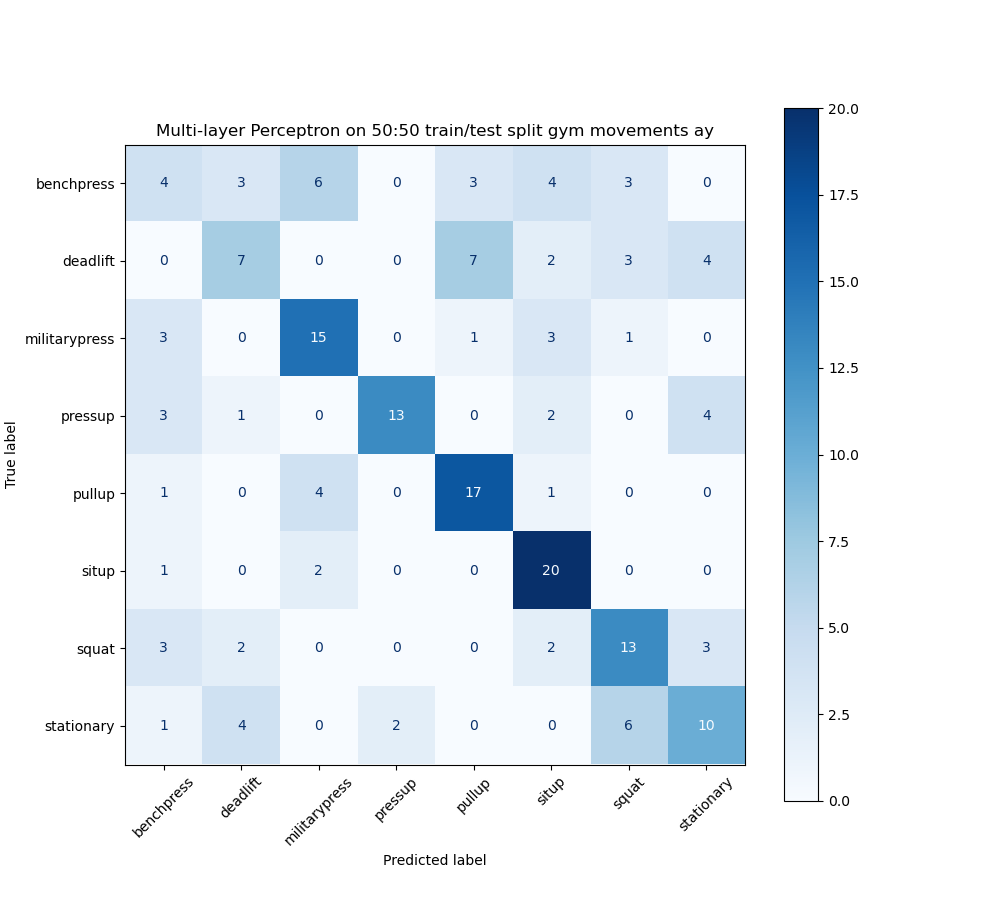 Multi-layer Perceptron on 50:50 train/test split gym movements ay
benchpress 4 3 6 0 3 4 3 0
deadlift 0 7 0 0 7 2 3 4
militarypress 3 0 15 0 1 3 1 0
pressup 3 1 0 13 0 2 0 4
pullup 1 0 4 0 17 1 0 0
situp 1 0 2 0 0 20 0 0
squat 3 2 0 0 0 2 13 3
stationary 1 4 0 2 0 0 6 10
True label
benchpress deadlift militarypress pressup pullup situp squat stationary
Predicted label
20.0
17.5
15.0
12.5
10.0
7.5
5.0
2.5
0.0